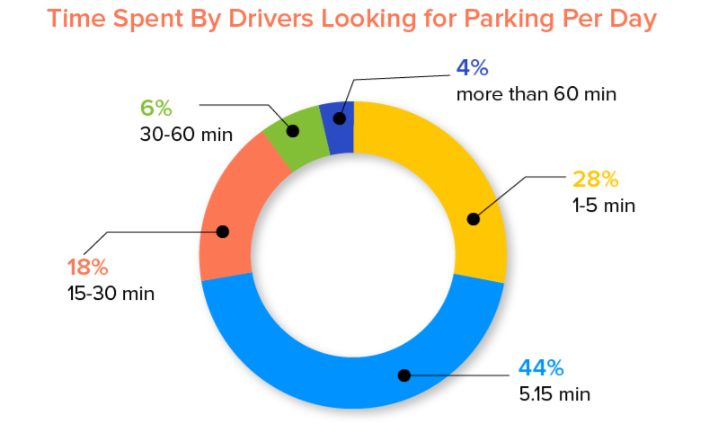 Time Spent By Drivers Looking for Parking Per Day
4%
more than 60 min
6%
30-60 min
28%
1-5 min
18%
15-30 min
44%
5.15 min